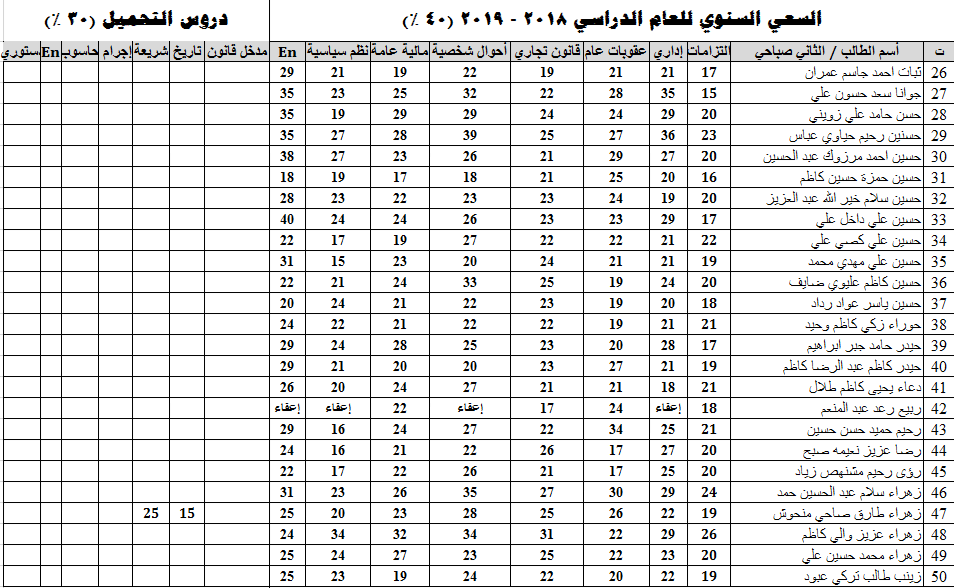 السعي السنوي للعام الدراسي ٢٠١٨ - ٢٠١٩ (٤٠ ٪) دروس التحميل (٣٠ ٪)
ت أسم الطالب / الثاني صباحي التزامات إداري عقوبات عام قانون تجاري أحوال شخصية مالية عامة نظم سياسية En مدخل قانون تاريخ شريعة إجرام حاسوب En دستوري
26 ثبات احمد جاسم عمران 17 21 21 19 22 19 21 29
27 جوانا سعد حسون علي 15 35 28 22 32 25 23 35
28 حسن حامد علي زويني 20 29 24 24 29 29 19 35
29 حسنين رحيم حياوي عباس 23 36 27 25 39 28 27 35
30 حسين احمد مرزوك عبد الحسين 20 27 29 21 26 23 27 38
31 حسين حمزة حسين كاظم 16 20 25 21 18 17 19 18
32 حسين سلام خير الله عبد العزيز 20 19 24 23 23 22 23 28
33 حسين علي داخل علي 17 29 23 23 26 24 24 40
34 حسين علي كصي علي 22 21 22 22 27 19 17 22
35 حسين علي مهدي محمد 19 21 21 24 20 23 15 31
36 حسين كاظم عليوي ضايف 20 24 19 25 33 24 21 22
37 حسين ياسر عواد رداد 18 20 19 23 22 21 24 20
38 حوراء زكي كاظم وحيد 21 21 19 22 22 21 22 24
39 حيدر حامد جبر ابراهيم 17 28 20 23 25 28 24 29
40 حيدر كاظم عبد الرضا كاظم 19 21 27 23 20 20 21 29
41 دعاء يحيى كاظم طلال 21 18 21 21 27 24 20 26
42 ربيع رعد عبد المنعم 18 إعفاء 24 17 إعفاء 22 إعفاء إعفاء
43 رحيم حميد حسن حسين 21 25 34 22 27 24 16 29
44 رضا عزيز نعيمه صبح 20 27 17 26 22 21 16 24
45 رؤى رحيم مشنهص زياد 20 25 17 21 26 22 17 22
46 زهراء سلام عبد الحسين حمد 24 29 30 27 35 26 23 31
47 زهراء طارق صاحي منحوش 19 22 26 25 28 23 20 25 15 25
48 زهراء عزيز والي كاظم 26 29 22 31 34 32 34 24
49 زهراء محمد حسين علي 20 23 22 25 23 27 24 25
50 زينب طالب تركي عبود 19 22 20 22 24 19 23 25